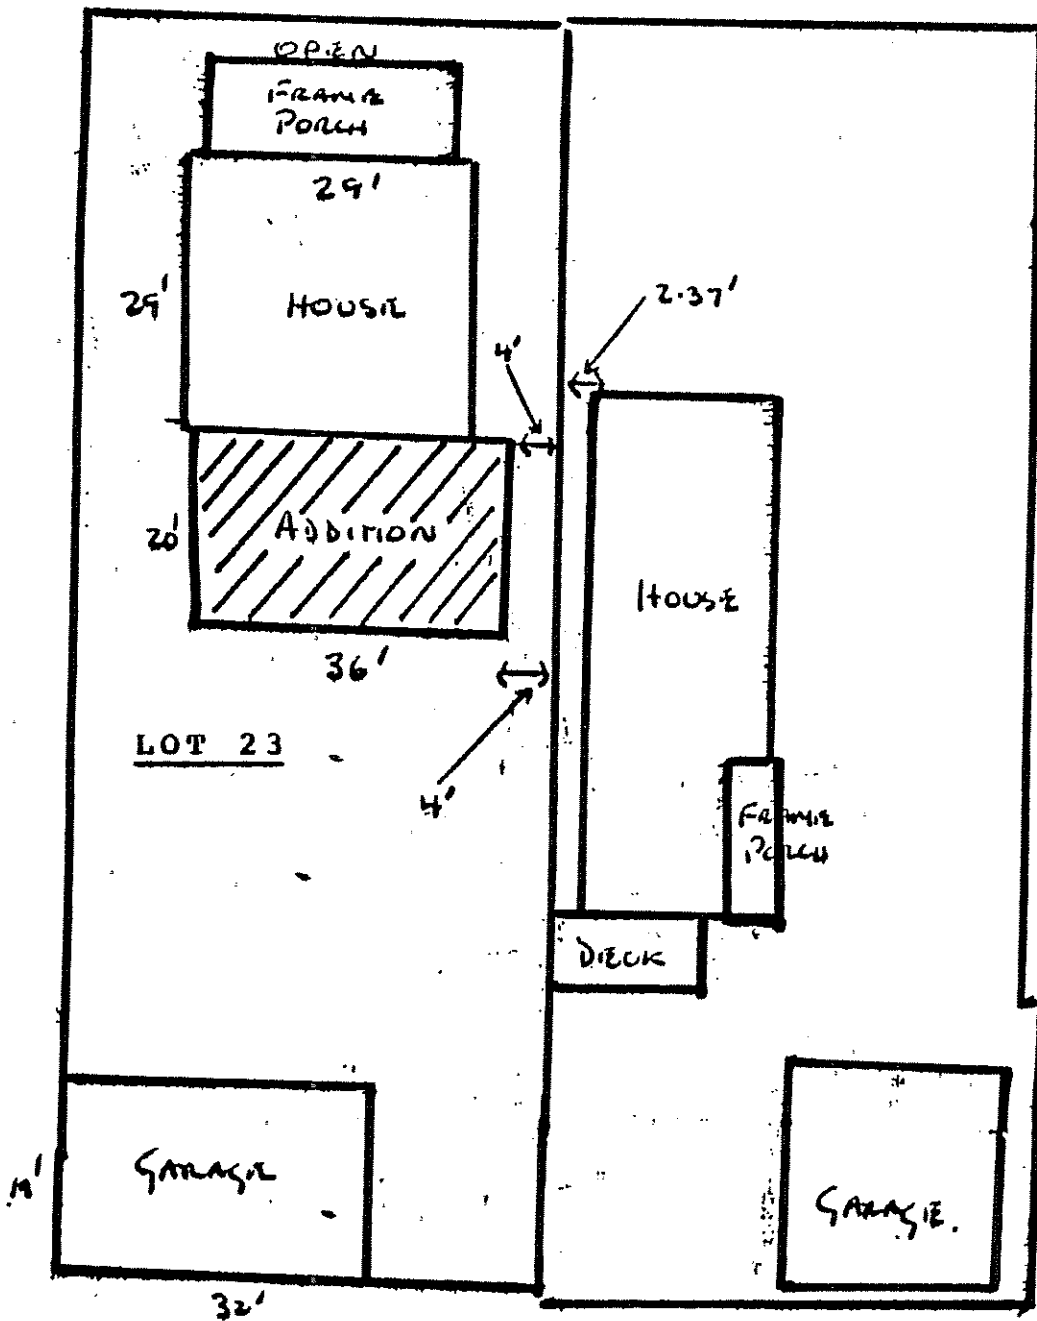 OPEN
FRAME
PORCH
29'
29'
HOUSE
2.37'
4'
ADDITION
20'
HOUSE
36'
LOT 23
4'
FRAME
PORCH
DECK
GARAGE
GARAGE.
32'